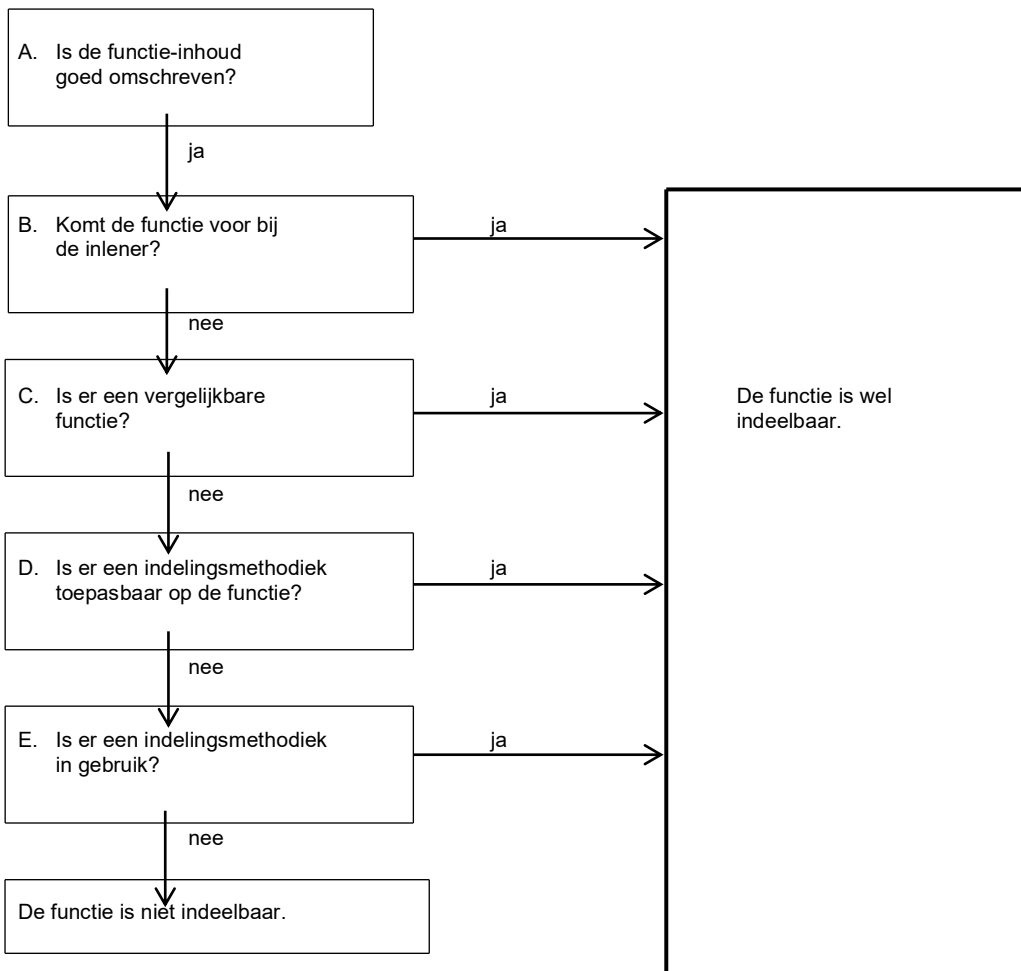 A. Is de functie-inhoud
goed omschreven?
ja
B. Komt de functie voor bij
de inlener?
ja
nee
C. Is er een vergelijkbare
functie?
ja
De functie is wel
indeelbaar.
nee
D. Is er een indelingsmethodiek
toepasbaar op de functie?
ja
nee
E. Is er een indelingsmethodiek
in gebruik?
ja
nee
De functie is niet indeelbaar.